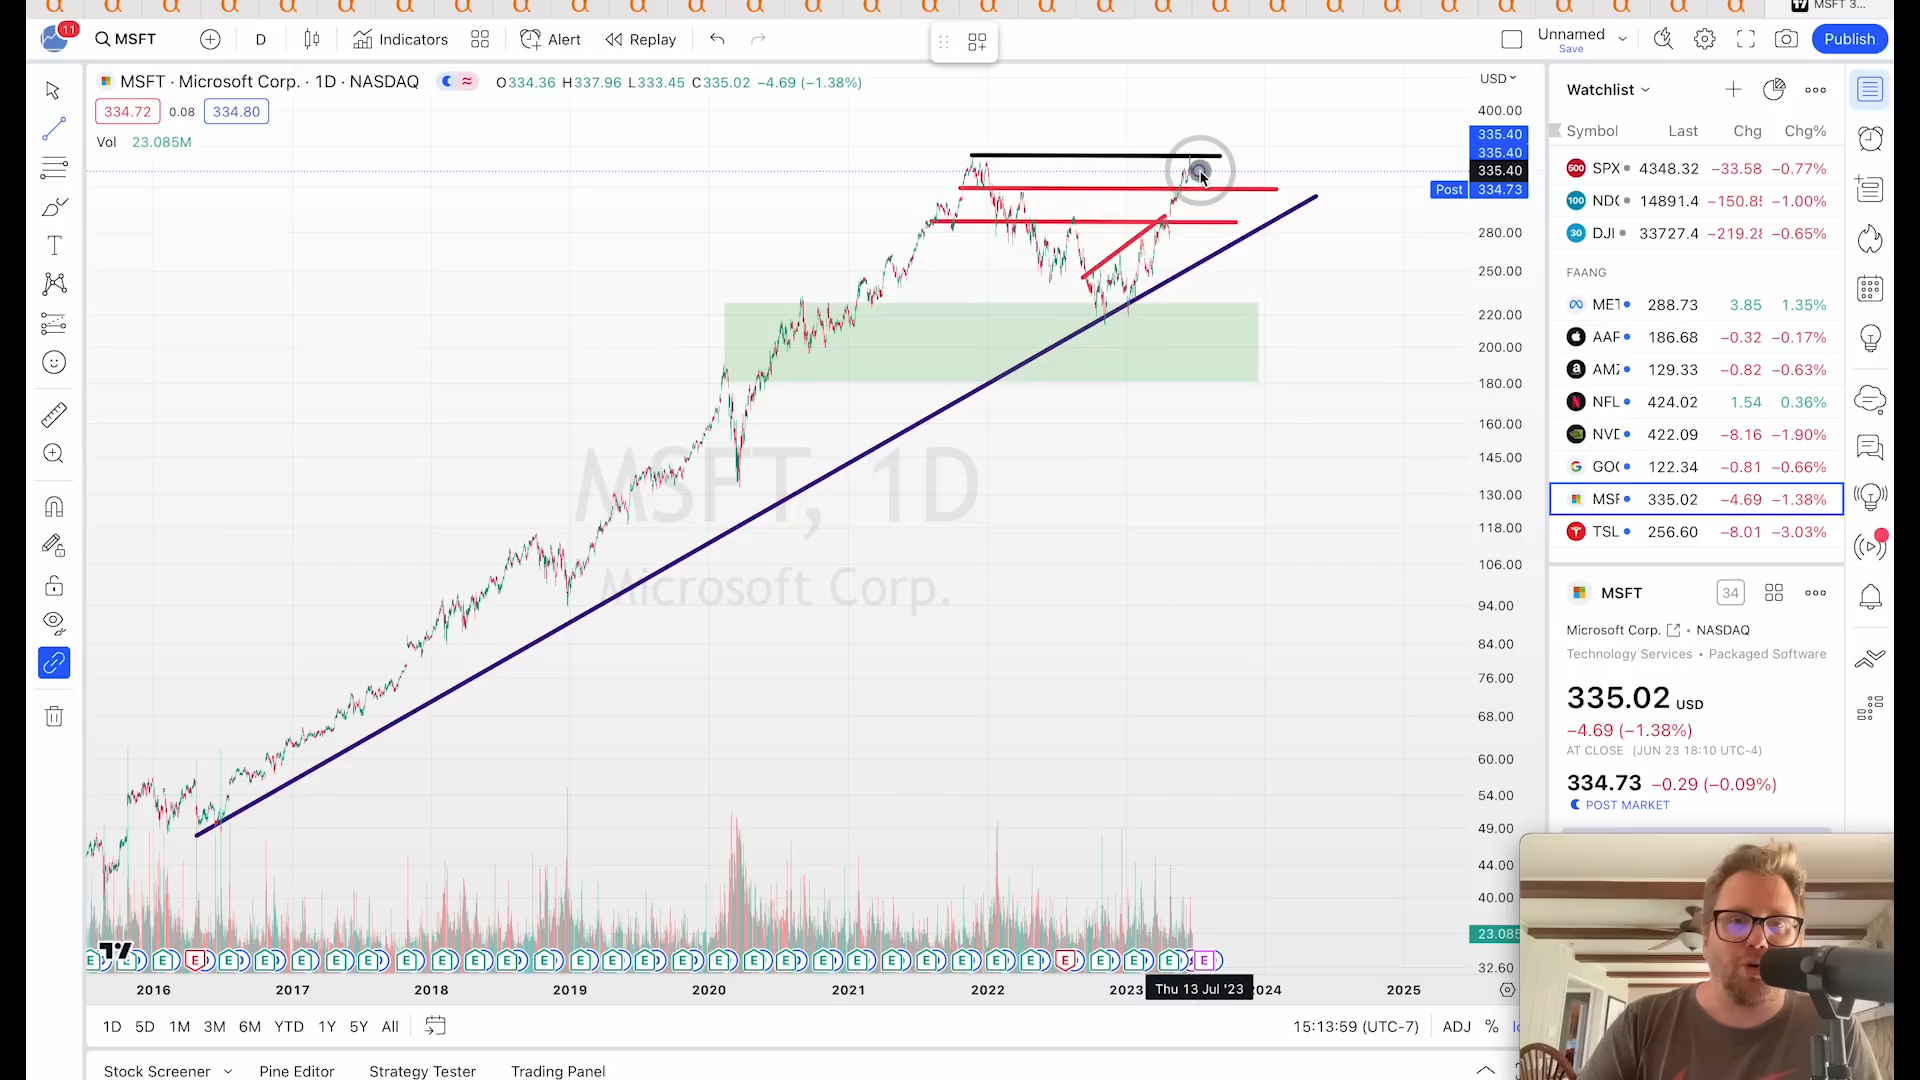 MSFT 3...
11
MSFT
D
Indicators
Alert
Replay
Unnamed
Save
Publish
MSFT · Microsoft Corp. · 1D · NASDAQ
O334.36 H337.96 L333.45 C335.02 −4.69 (−1.38%)
334.72 0.08 334.80
Vol 23.085M
USD
400.00
335.40
335.40
335.40
Post 334.73
280.00
250.00
220.00
200.00
180.00
160.00
145.00
130.00
118.00
106.00
94.00
84.00
76.00
68.00
60.00
54.00
49.00
44.00
40.00
23.085
32.60
MSFT, 1D
Microsoft Corp.
E E E E E E E E E E E E E E E E E E E E E E E E E E E E E E E E
2016 2017 2018 2019 2020 2021 2022 2023 Thu 13 Jul '23 2024 2025
1D 5D 1M 3M 6M YTD 1Y 5Y All
15:13:59 (UTC-7) ADJ %
Stock Screener Pine Editor Strategy Tester Trading Panel
Watchlist
Symbol Last Chg Chg%
500 SPX 4348.32 −33.58 −0.77%
100 NDC 14891.4 −150.85 −1.00%
30 DJI 33727.4 −219.28 −0.65%
FAANG
MET 288.73 3.85 1.35%
AAP 186.68 −0.32 −0.17%
AMZ 129.33 −0.82 −0.63%
NFL 424.02 1.54 0.36%
NVD 422.09 −8.16 −1.90%
GOO 122.34 −0.81 −0.66%
MSF 335.02 −4.69 −1.38%
TSL 256.60 −8.01 −3.03%
MSFT 34
Microsoft Corp. • NASDAQ
Technology Services • Packaged Software
335.02 USD
−4.69 (−1.38%)
AT CLOSE (JUN 23 18:10 UTC-4)
334.73 −0.29 (−0.09%)
POST MARKET